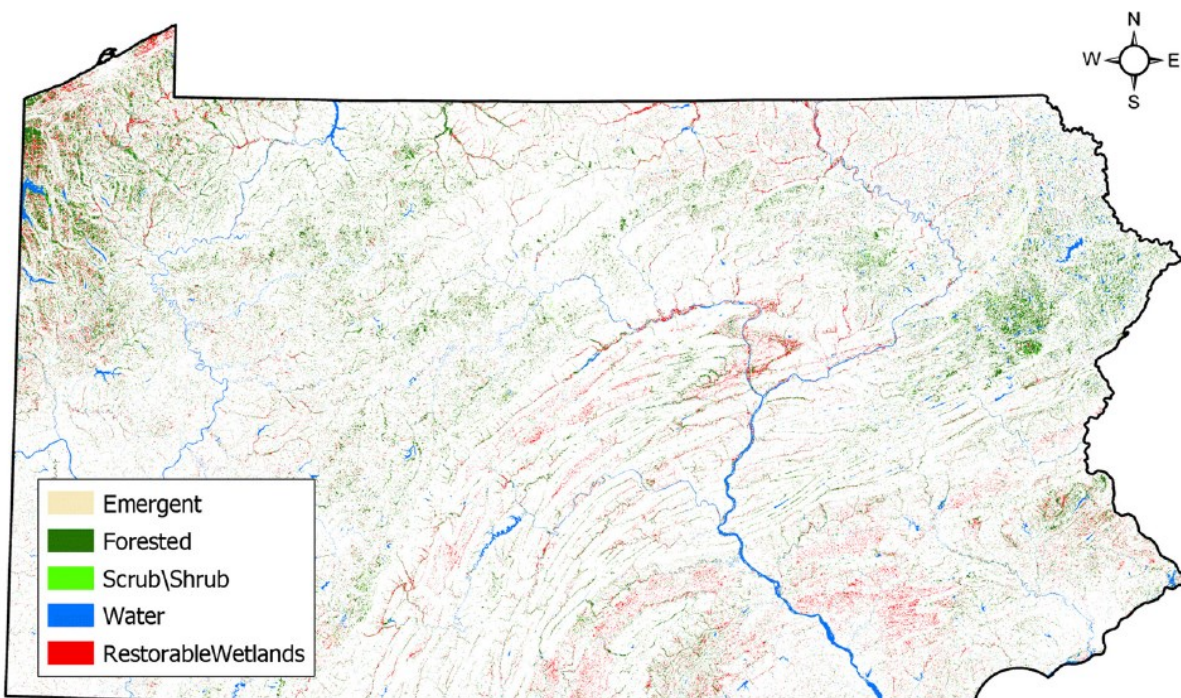 N
W E
S
Emergent
Forested
Scrub\Shrub
Water
RestorableWetlands